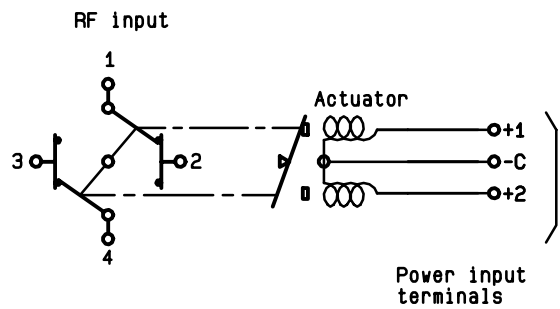 RF input
1
Actuator
+1
3
2
-C
+2
4
Power input
terminals